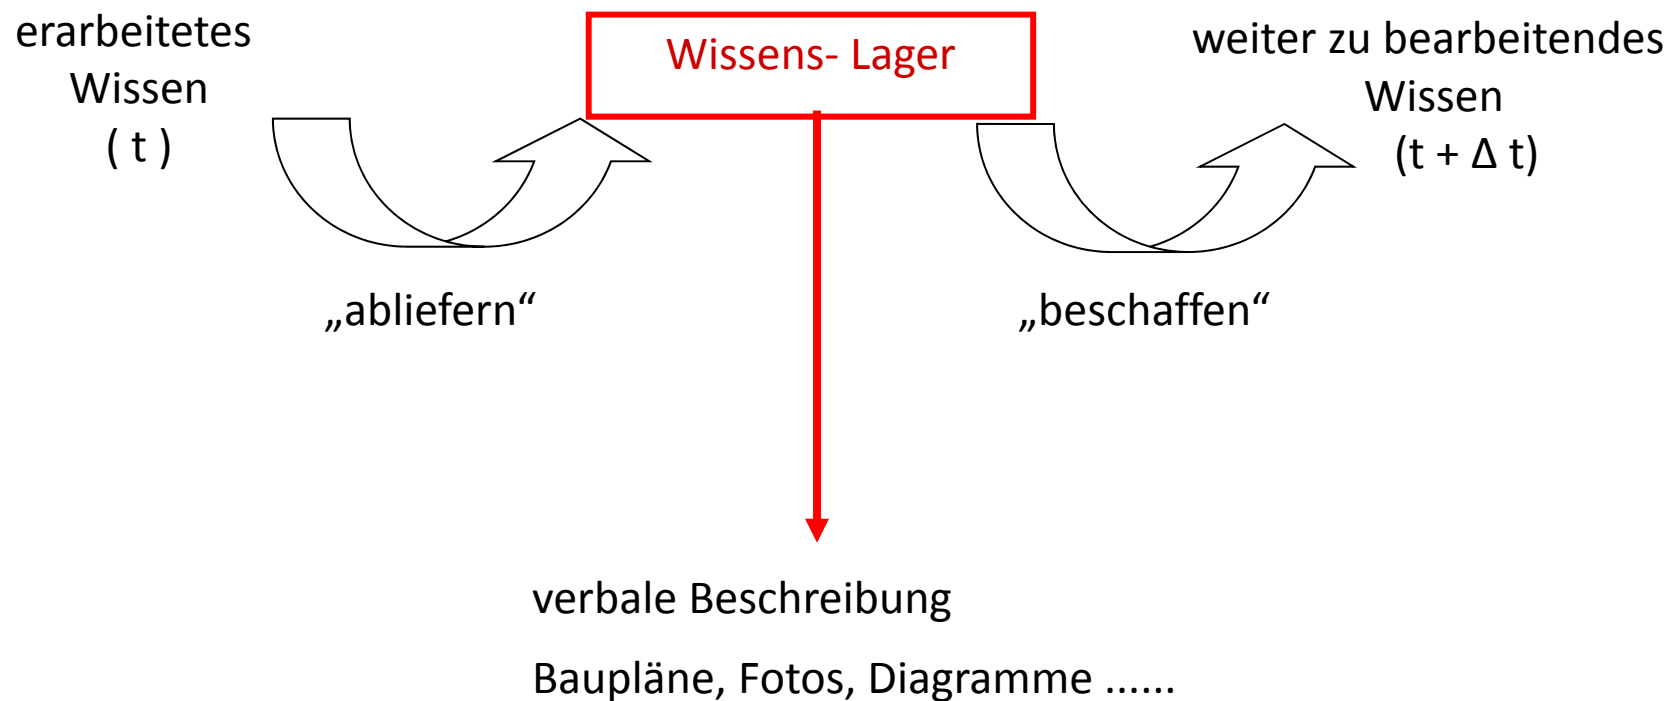 erarbeitetes
Wissen
( t )
Wissens- Lager
weiter zu bearbeitendes
Wissen
(t + Δ t)
„abliefern“
„beschaffen“
verbale Beschreibung
Baupläne, Fotos, Diagramme ......